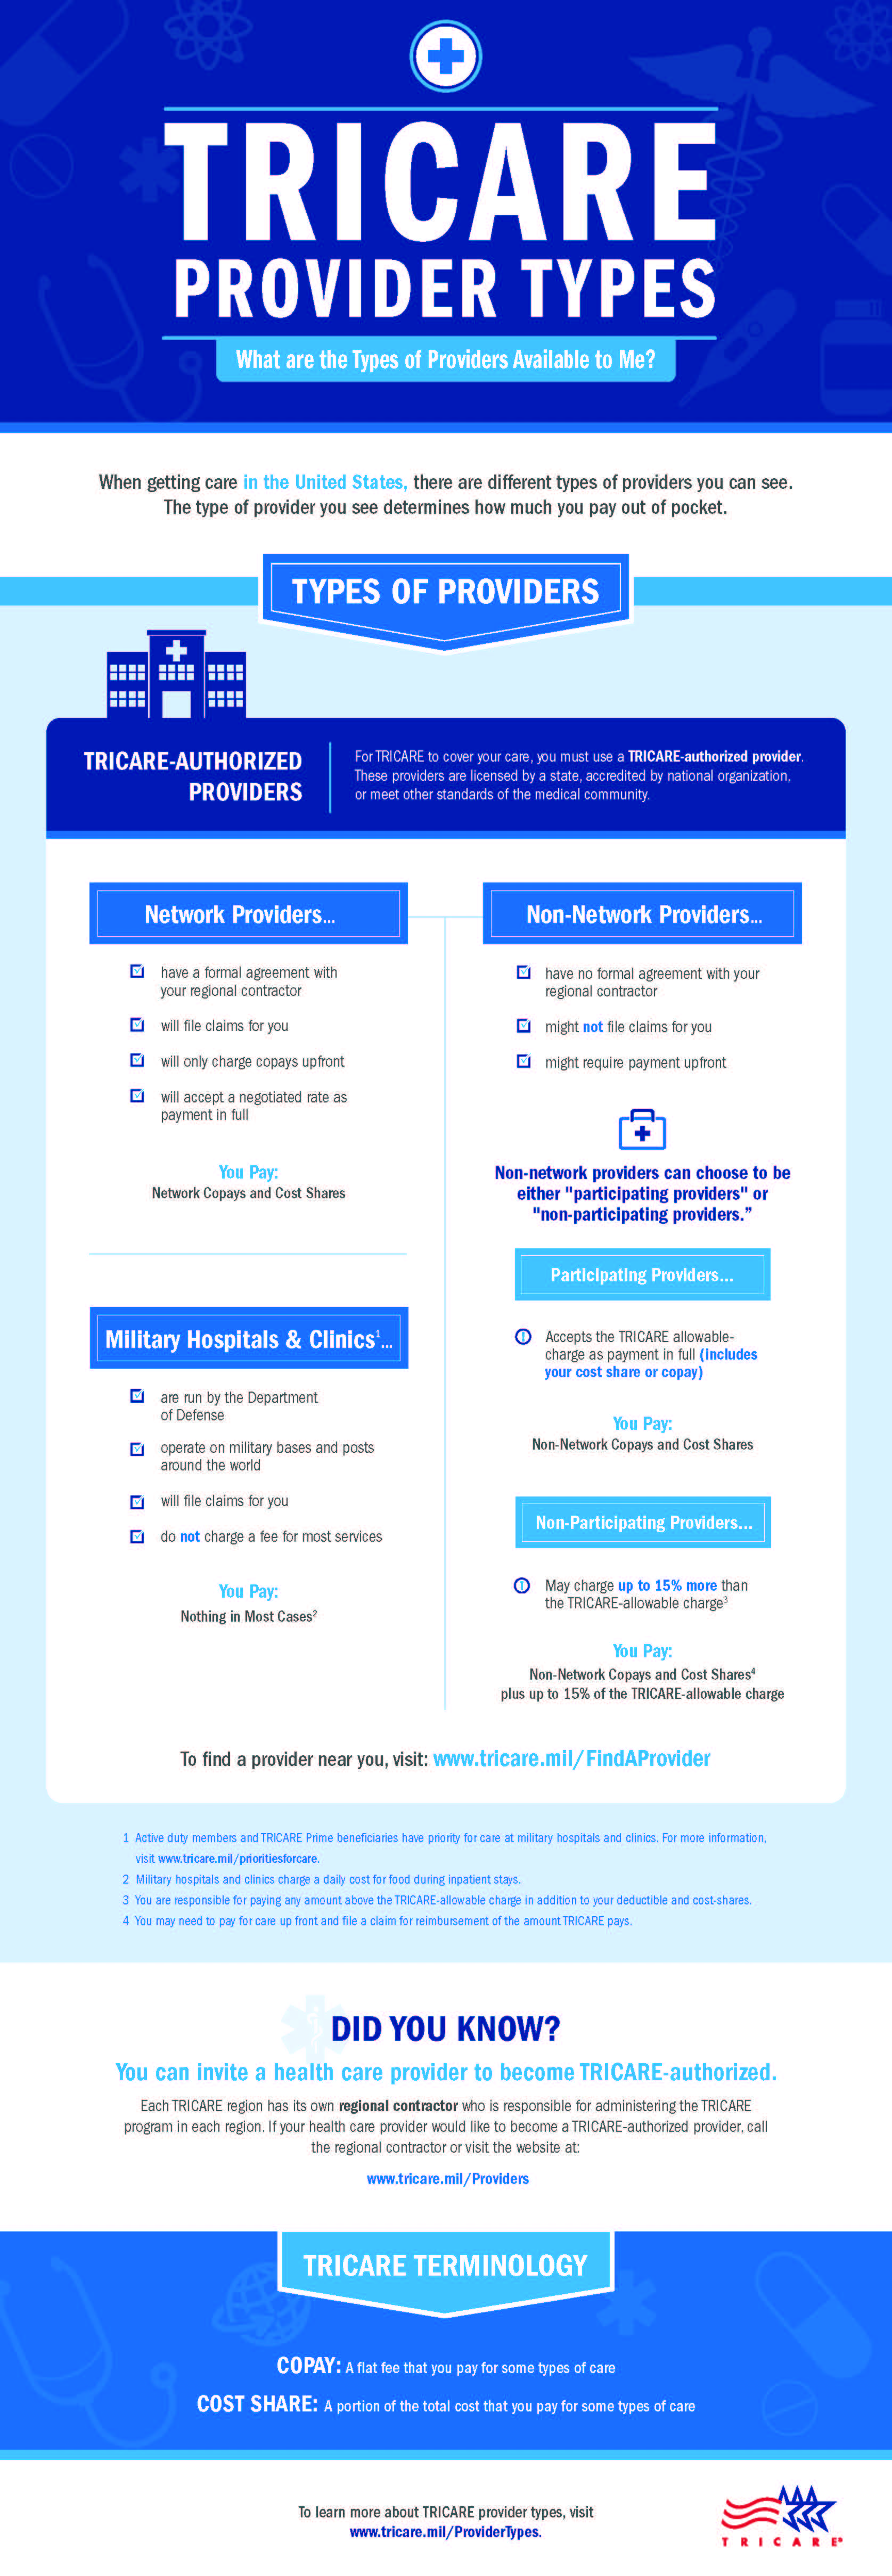 TRICARE
PROVIDER TYPES
What are the Types of Providers Available to Me?
When getting care in the United States, there are different types of providers you can see.
The type of provider you see determines how much you pay out of pocket.
TYPES OF PROVIDERS
TRICARE-AUTHORIZED
PROVIDERS
For TRICARE to cover your care, you must use a TRICARE-authorized provider.
These providers are licensed by a state, accredited by national organization,
or meet other standards of the medical community.
Network Providers...
have a formal agreement with
your regional contractor
will file claims for you
will only charge copays upfront
will accept a negotiated rate as
payment in full
You Pay:
Network Copays and Cost Shares
Military Hospitals & Clinics¹...
are run by the Department
of Defense
operate on military bases and posts
around the world
will file claims for you
do not charge a fee for most services
You Pay:
Nothing in Most Cases²
Non-Network Providers...
have no formal agreement with your
regional contractor
might not file claims for you
might require payment upfront
Non-network providers can choose to be
either "participating providers" or
"non-participating providers.”
Participating Providers...
Accepts the TRICARE allowable-
charge as payment in full (includes
your cost share or copay)
You Pay:
Non-Network Copays and Cost Shares
Non-Participating Providers...
May charge up to 15% more than
the TRICARE-allowable charge³
You Pay:
Non-Network Copays and Cost Shares⁴
plus up to 15% of the TRICARE-allowable charge
To find a provider near you, visit: www.tricare.mil/FindAProvider
1 Active duty members and TRICARE Prime beneficiaries have priority for care at military hospitals and clinics. For more information,
visit www.tricare.mil/prioritiesforcare.
2 Military hospitals and clinics charge a daily cost for food during inpatient stays.
3 You are responsible for paying any amount above the TRICARE-allowable charge in addition to your deductible and cost-shares.
4 You may need to pay for care up front and file a claim for reimbursement of the amount TRICARE pays.
DID YOU KNOW?
You can invite a health care provider to become TRICARE-authorized.
Each TRICARE region has its own regional contractor who is responsible for administering the TRICARE
program in each region. If your health care provider would like to become a TRICARE-authorized provider, call
the regional contractor or visit the website at:
www.tricare.mil/Providers
TRICARE TERMINOLOGY
COPAY: A flat fee that you pay for some types of care
COST SHARE: A portion of the total cost that you pay for some types of care
To learn more about TRICARE provider types, visit
www.tricare.mil/ProviderTypes.
TRICARE®